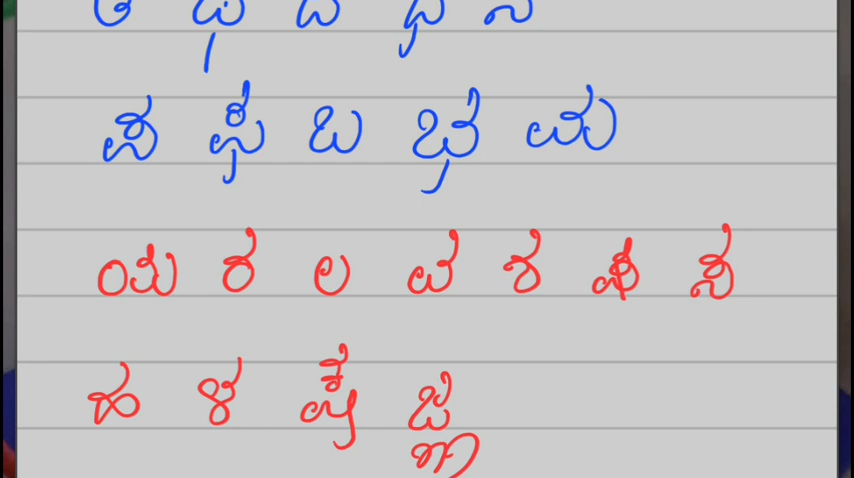 ತ ಥ ದ ಧ ನ
ಪ ಫ ಬ ಭ ಮ
ಯ ರ ಲ ವ ಶ ಷ ಸ
ಹ ಳ ಕ್ಷ ಜ್ಞ